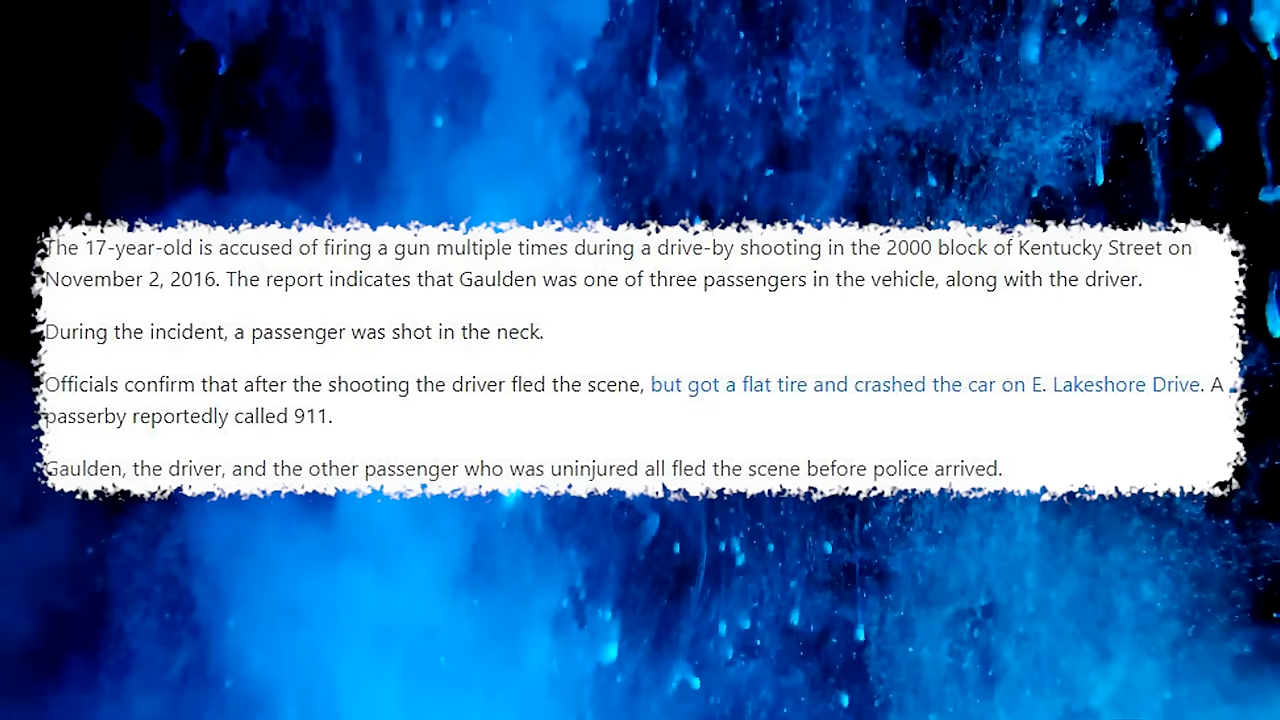 The 17-year-old is accused of firing a gun multiple times during a drive-by shooting in the 2000 block of Kentucky Street on
November 2, 2016. The report indicates that Gaulden was one of three passengers in the vehicle, along with the driver.
During the incident, a passenger was shot in the neck.
Officials confirm that after the shooting the driver fled the scene, but got a flat tire and crashed the car on E. Lakeshore Drive. A
passerby reportedly called 911.
Gaulden, the driver, and the other passenger who was uninjured all fled the scene before police arrived.